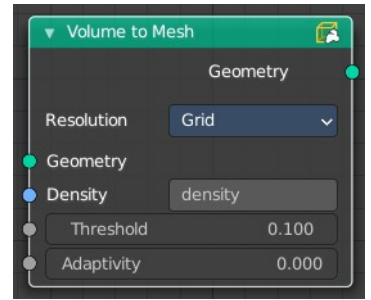 Volume to Mesh
Geometry
Resolution Grid
Geometry
Density density
Threshold 0.100
Adaptivity 0.000